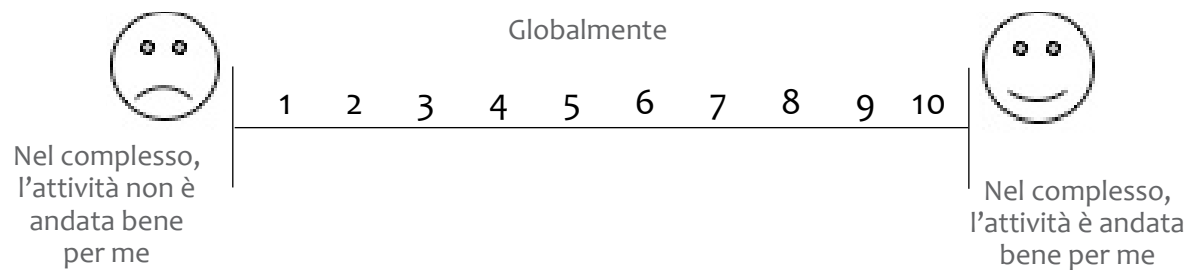 Globalmente
1 2 3 4 5 6 7 8 9 10
Nel complesso,
l'attività non è
andata bene
per me
Nel complesso,
l'attività è andata
bene per me